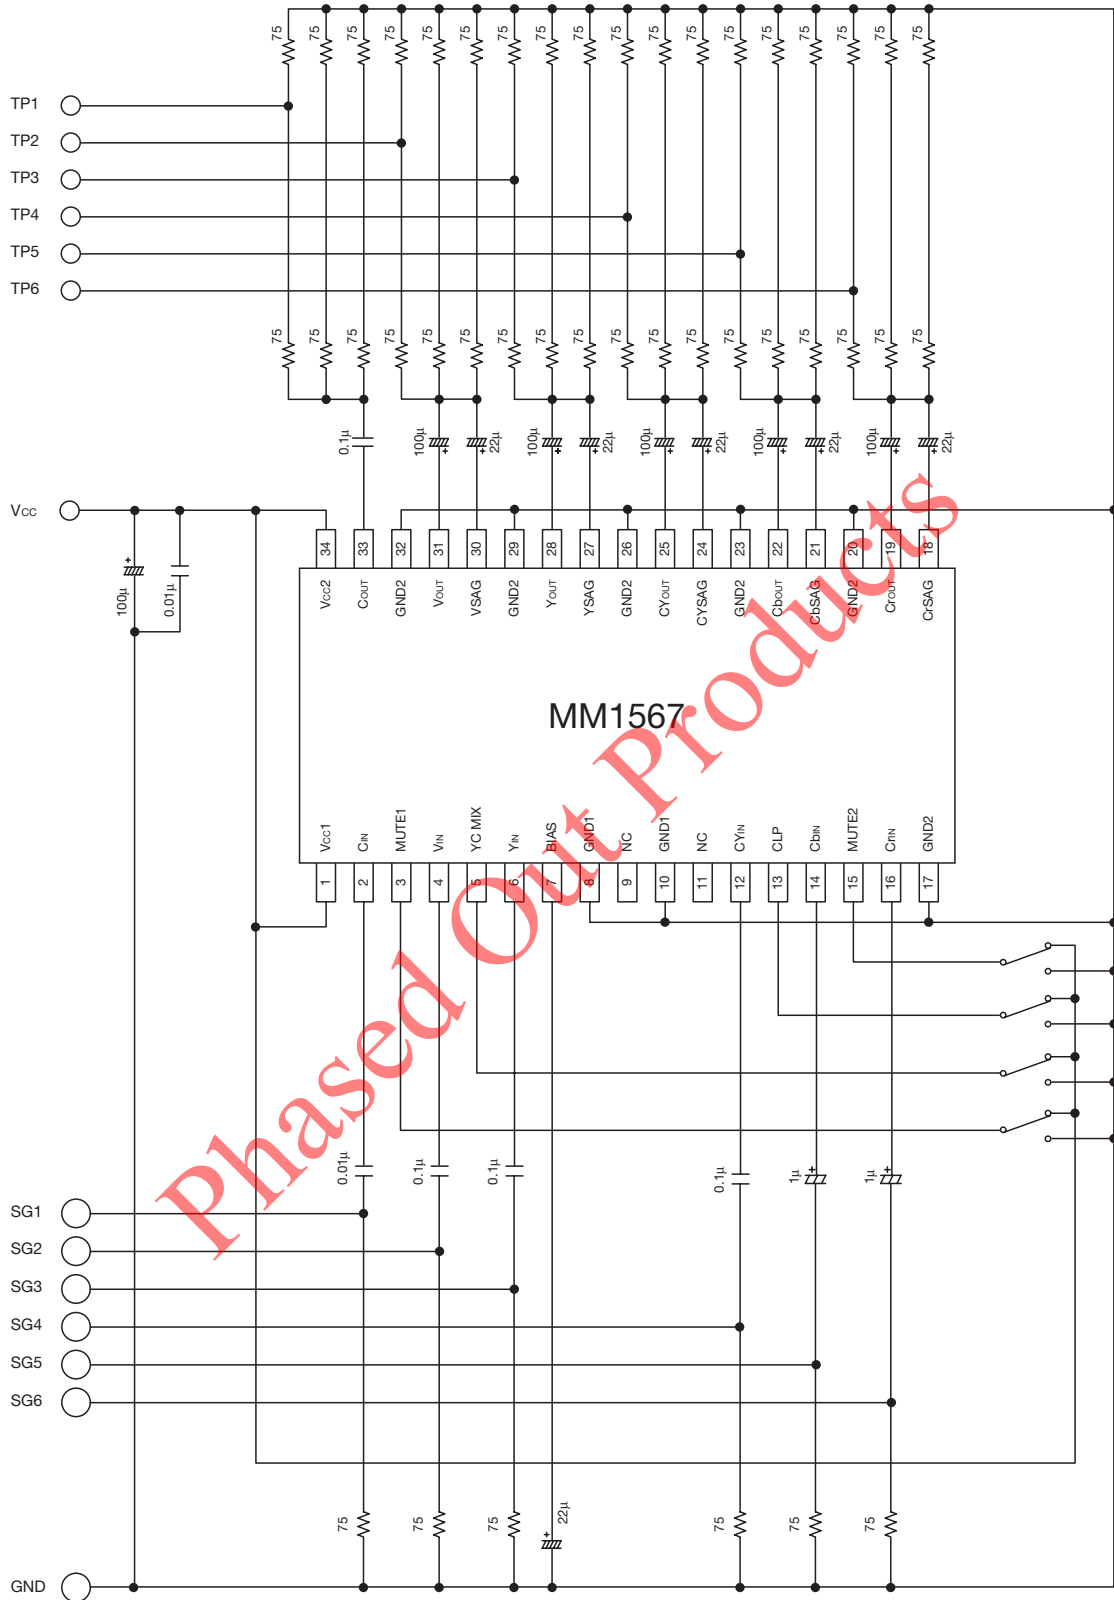 75 75 75 75 75 75 75 75 75 75 75 75 75 75 75 75 75 75
TP1
TP2
TP3
TP4
TP5
TP6
75 75 75 75 75 75 75 75 75 75 75 75 75 75 75 75 75 75
0.1μ 100μ 22μ 100μ 22μ 100μ 22μ 100μ 22μ 100μ 22μ
VCC
+ + + + + + + + + +
34 33 32 31 30 29 28 27 26 25 24 23 22 21 20 19 18
+
100μ 0.01μ
VCC2 COUT GND2 VOUT VSAG GND2 YOUT YSAG GND2 CYOUT CYSAG GND2 CbOUT CbSAG GND2 CrOUT CrSAG
MM1567
Phased Out Products
VCC1 CIN MUTE1 VIN YC MIX YIN BIAS GND1 NC GND1 NC CYIN CLP CbIN MUTE2 CrIN GND2
1 2 3 4 5 6 7 8 9 10 11 12 13 14 15 16 17
0.01μ 0.1μ 0.1μ 0.1μ 1μ + 1μ +
SG1
SG2
SG3
SG4
SG5
SG6
75 75 75 22μ + 75 75 75
GND